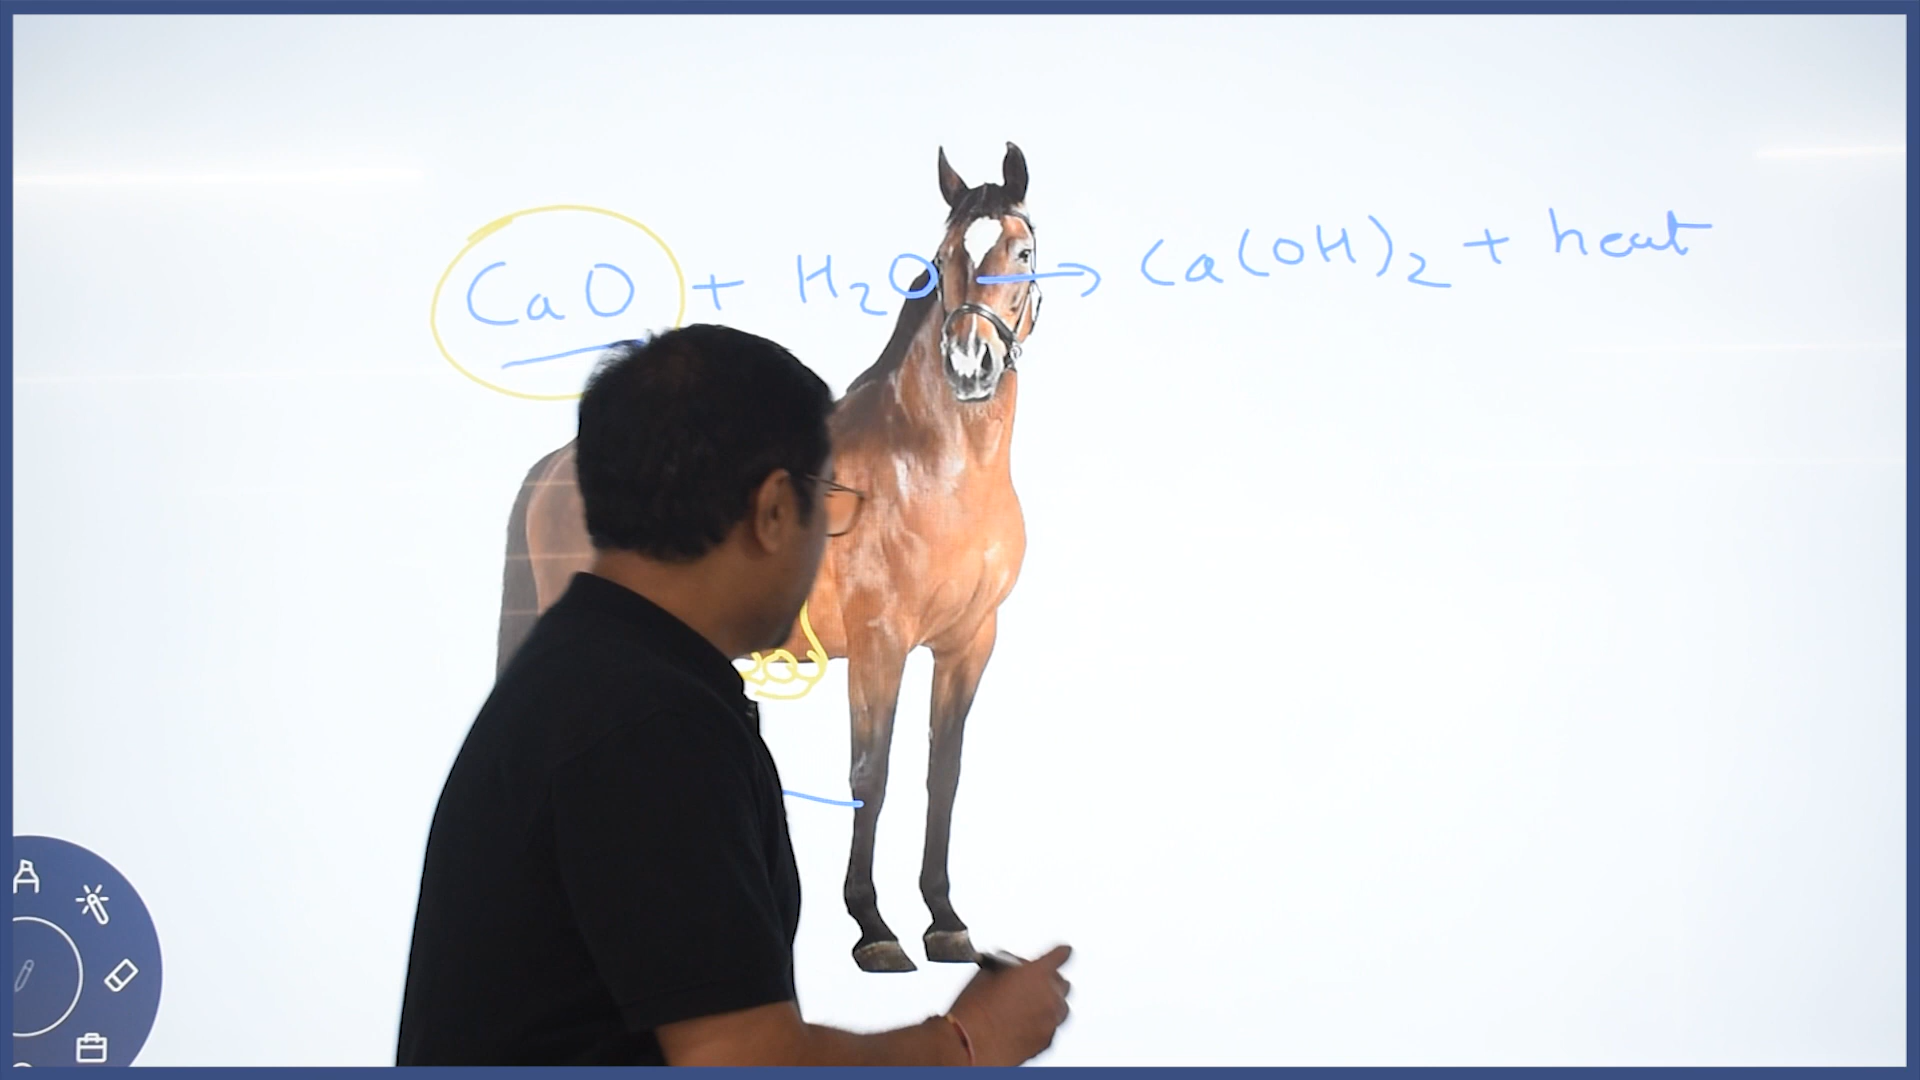 CaO + H2O → Ca(OH)2 + heat